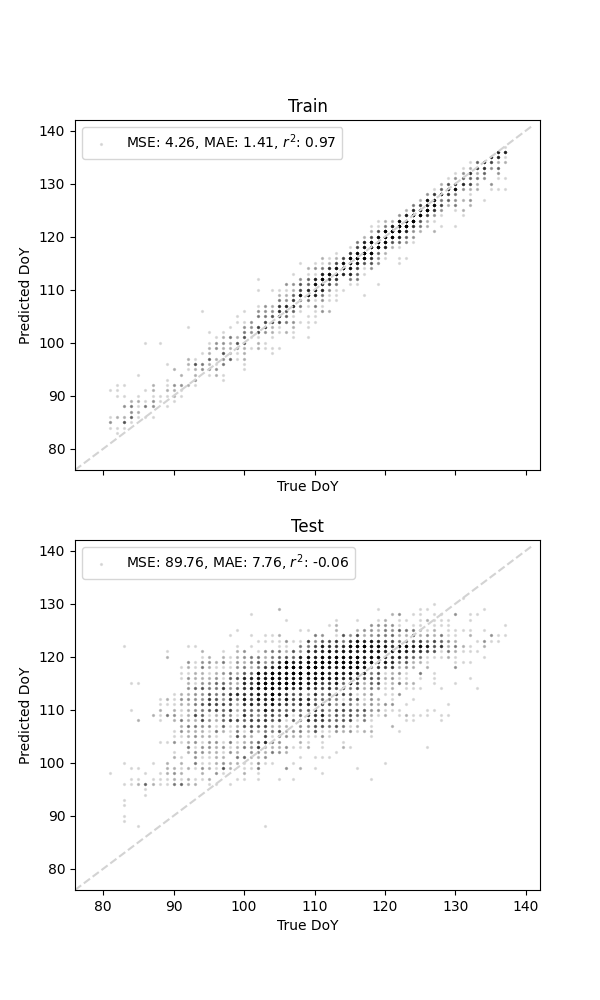 Train
MSE: 4.26, MAE: 1.41, r²: 0.97
140
130
120
110
100
90
80
Predicted DoY
True DoY
Test
MSE: 89.76, MAE: 7.76, r²: -0.06
140
130
120
110
100
90
80
Predicted DoY
80 90 100 110 120 130 140
True DoY